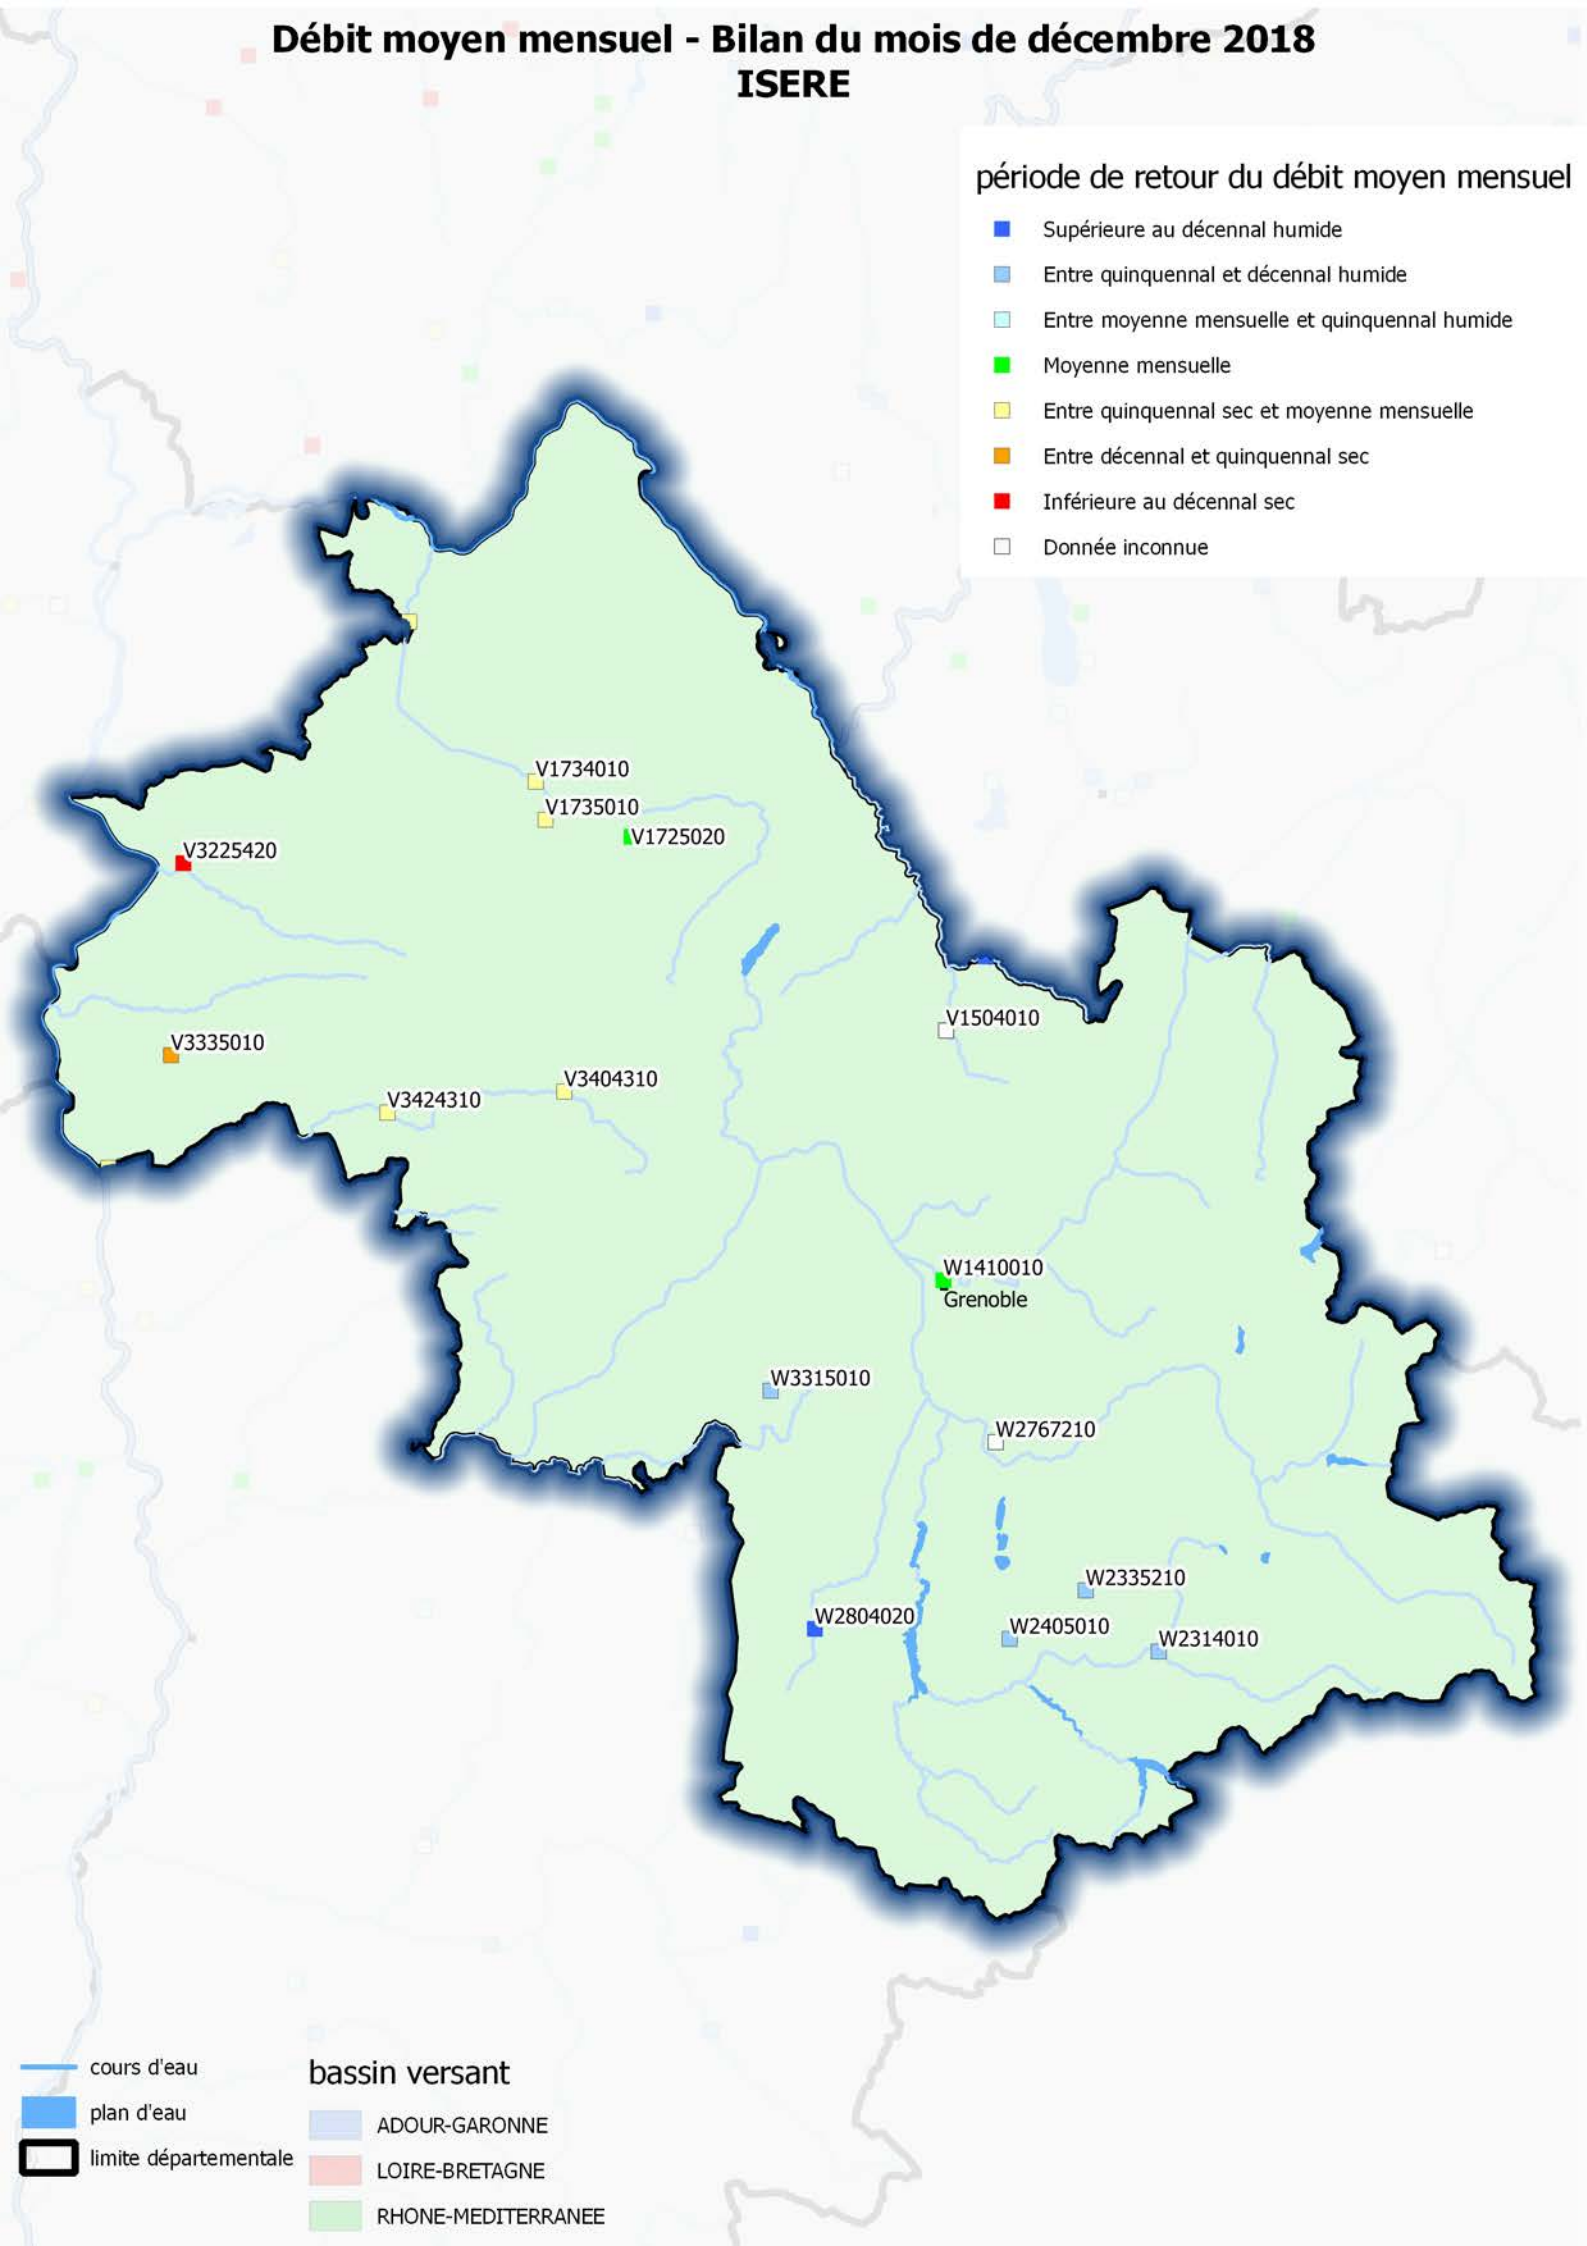 Débit moyen mensuel - Bilan du mois de décembre 2018
ISERE
période de retour du débit moyen mensuel
Supérieure au décennal humide
Entre quinquennal et décennal humide
Entre moyenne mensuelle et quinquennal humide
Moyenne mensuelle
Entre quinquennal sec et moyenne mensuelle
Entre décennal et quinquennal sec
Inférieure au décennal sec
Donnée inconnue
V1734010
V1735010
V1725020
V3225420
V1504010
V3335010
V3404310
V3424310
W1410010
Grenoble
W3315010
W2767210
W2335210
W2804020
W2405010
W2314010
cours d'eau
plan d'eau
limite départementale
bassin versant
ADOUR-GARONNE
LOIRE-BRETAGNE
RHONE-MEDITERRANEE